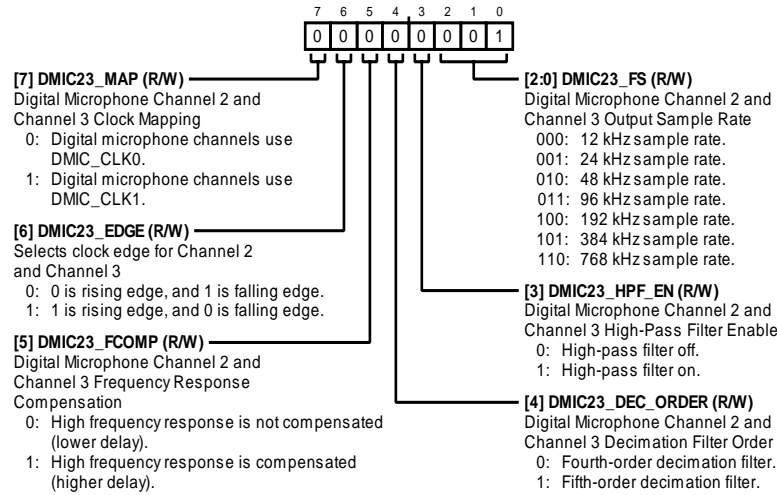 7 6 5 4 3 2 1 0
0 0 0 0 0 0 0 1
[7] DMIC23_MAP (R/W)
Digital Microphone Channel 2 and
Channel 3 Clock Mapping
0: Digital microphone channels use
DMIC_CLK0.
1: Digital microphone channels use
DMIC_CLK1.
[6] DMIC23_EDGE (R/W)
Selects clock edge for Channel 2
and Channel 3
0: 0 is rising edge, and 1 is falling edge.
1: 1 is rising edge, and 0 is falling edge.
[5] DMIC23_FCOMP (R/W)
Digital Microphone Channel 2 and
Channel 3 Frequency Response
Compensation
0: High frequency response is not compensated
(lower delay).
1: High frequency response is compensated
(higher delay).
[2:0] DMIC23_FS (R/W)
Digital Microphone Channel 2 and
Channel 3 Output Sample Rate
000: 12 kHz sample rate.
001: 24 kHz sample rate.
010: 48 kHz sample rate.
011: 96 kHz sample rate.
100: 192 kHz sample rate.
101: 384 kHz sample rate.
110: 768 kHz sample rate.
[3] DMIC23_HPF_EN (R/W)
Digital Microphone Channel 2 and
Channel 3 High-Pass Filter Enable
0: High-pass filter off.
1: High-pass filter on.
[4] DMIC23_DEC_ORDER (R/W)
Digital Microphone Channel 2 and
Channel 3 Decimation Filter Order
0: Fourth-order decimation filter.
1: Fifth-order decimation filter.